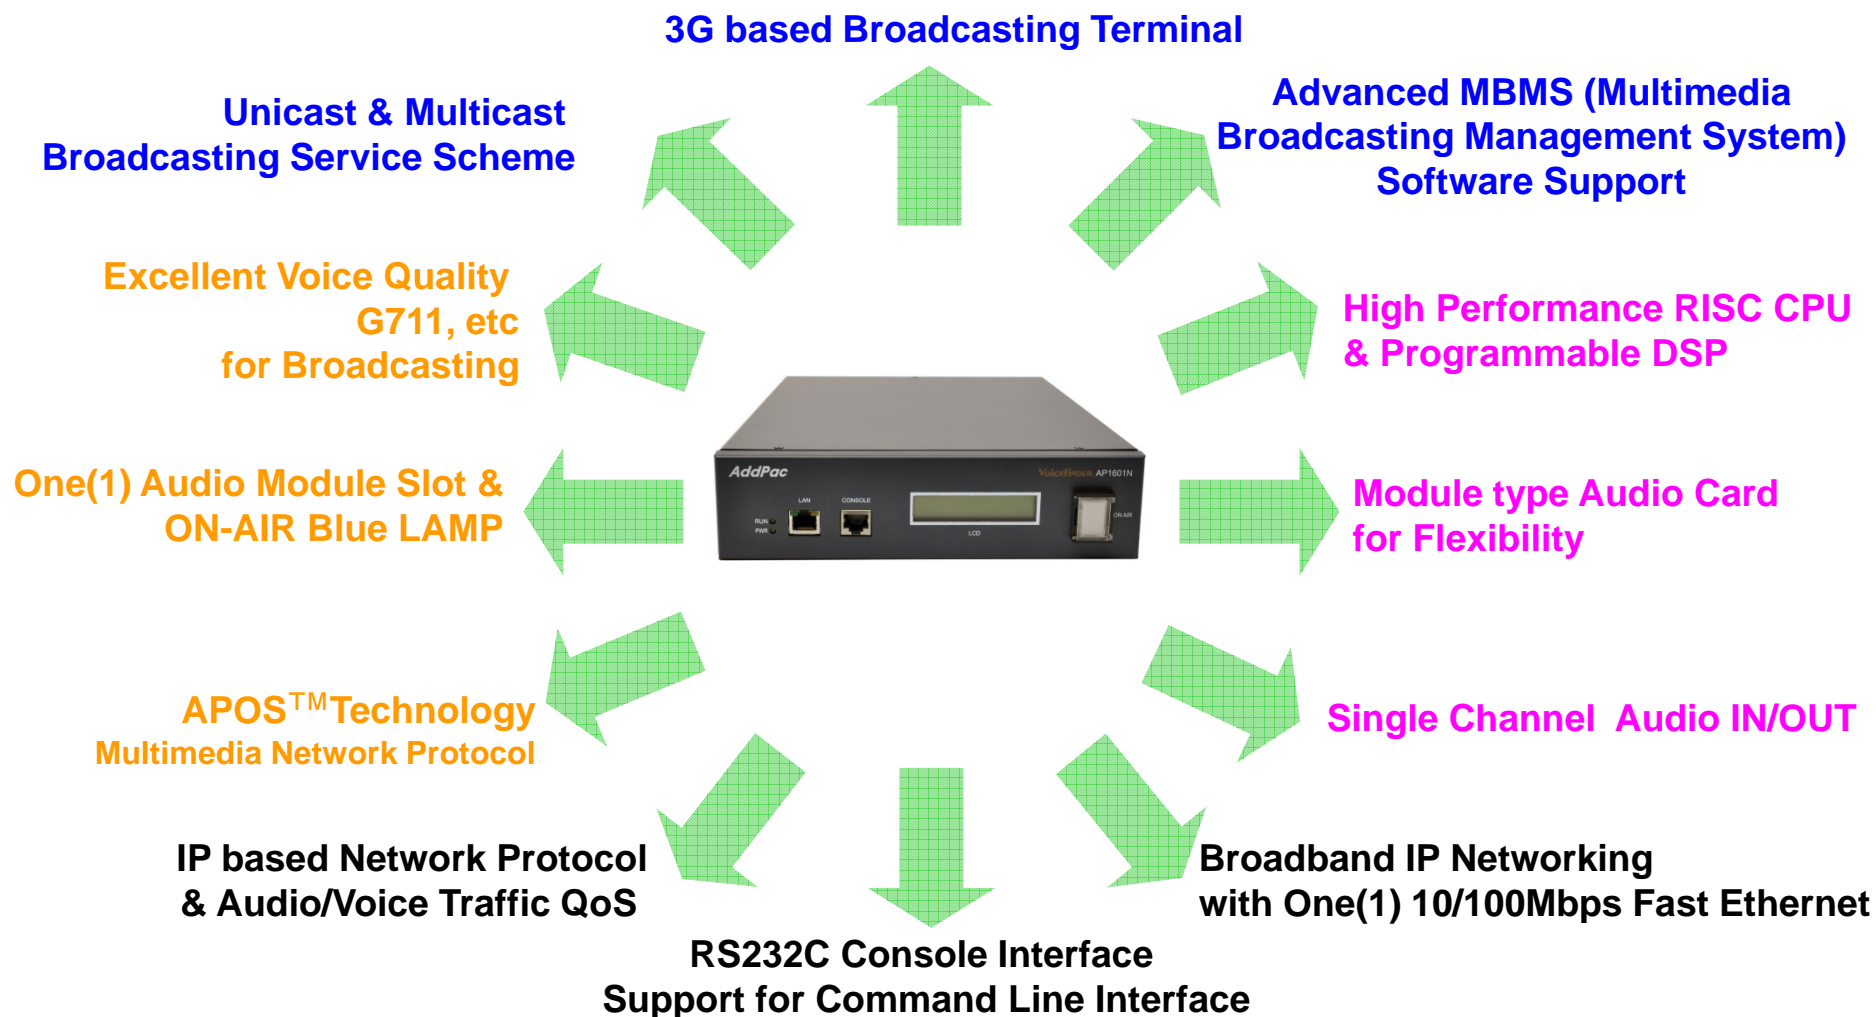 3G based Broadcasting Terminal
Unicast & Multicast
Broadcasting Service Scheme
Advanced MBMS (Multimedia
Broadcasting Management System)
Software Support
Excellent Voice Quality
G711, etc
for Broadcasting
High Performance RISC CPU
& Programmable DSP
One(1) Audio Module Slot &
ON-AIR Blue LAMP
AddPac
VoiceFinder AP1601N
LAN
CONSOLE
RUN
PWR
LCD
ON AIR
Module type Audio Card
for Flexibility
APOS™Technology
Multimedia Network Protocol
Single Channel  Audio IN/OUT
IP based Network Protocol
& Audio/Voice Traffic QoS
Broadband IP Networking
with One(1) 10/100Mbps Fast Ethernet
RS232C Console Interface
Support for Command Line Interface